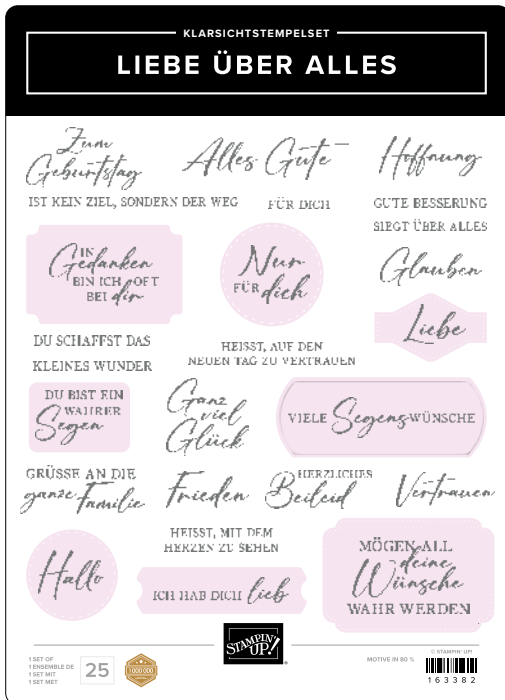 KLARSICHTSTEMPELSET
LIEBE ÜBER ALLES
Zum
Geburtstag
Alles Gute
Hoffnung
IST KEIN ZIEL, SONDERN DER WEG
FÜR DICH
GUTE BESSERUNG
SIEGT ÜBER ALLES
IN
Gedanken
BIN ICH OFT
BEI dir
Nur
FÜR dich
Glauben
Liebe
DU SCHAFFST DAS
KLEINES WUNDER
HEISST, AUF DEN
NEUEN TAG ZU VERTRAUEN
DU BIST EIN
WAHRER
Segen
Ganz
viel
Glück
VIELE Segens-WÜNSCHE
GRÜSSE AN DIE
ganze Familie
Frieden
HERZLICHES
Beileid
Vertrauen
Hallo
HEISST, MIT DEM
HERZEN ZU SEHEN
ICH HAB DICH lieb
MÖGEN ALL
deine
Wünsche
WAHR WERDEN
1 SET OF
1 ENSEMBLE DE
1 SET MIT
1 SET MET
25
1 000 000
STAMPIN'
UP!
®
MOTIVE IN 80 %
© STAMPIN' UP!
163382